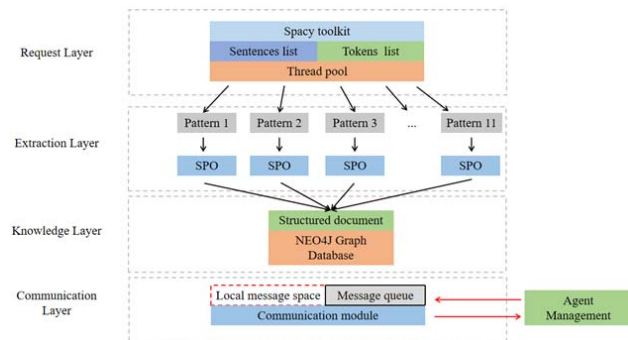 Spacy toolkit
Request Layer
Sentences list
Tokens list
Thread pool
Pattern 1
Pattern 2
Pattern 3
...
Pattern 11
Extraction Layer
SPO
SPO
SPO
SPO
Structured document
Knowledge Layer
NEO4J Graph
Database
Communication
Layer
Local message space
Message queue
Communication module
Agent
Management